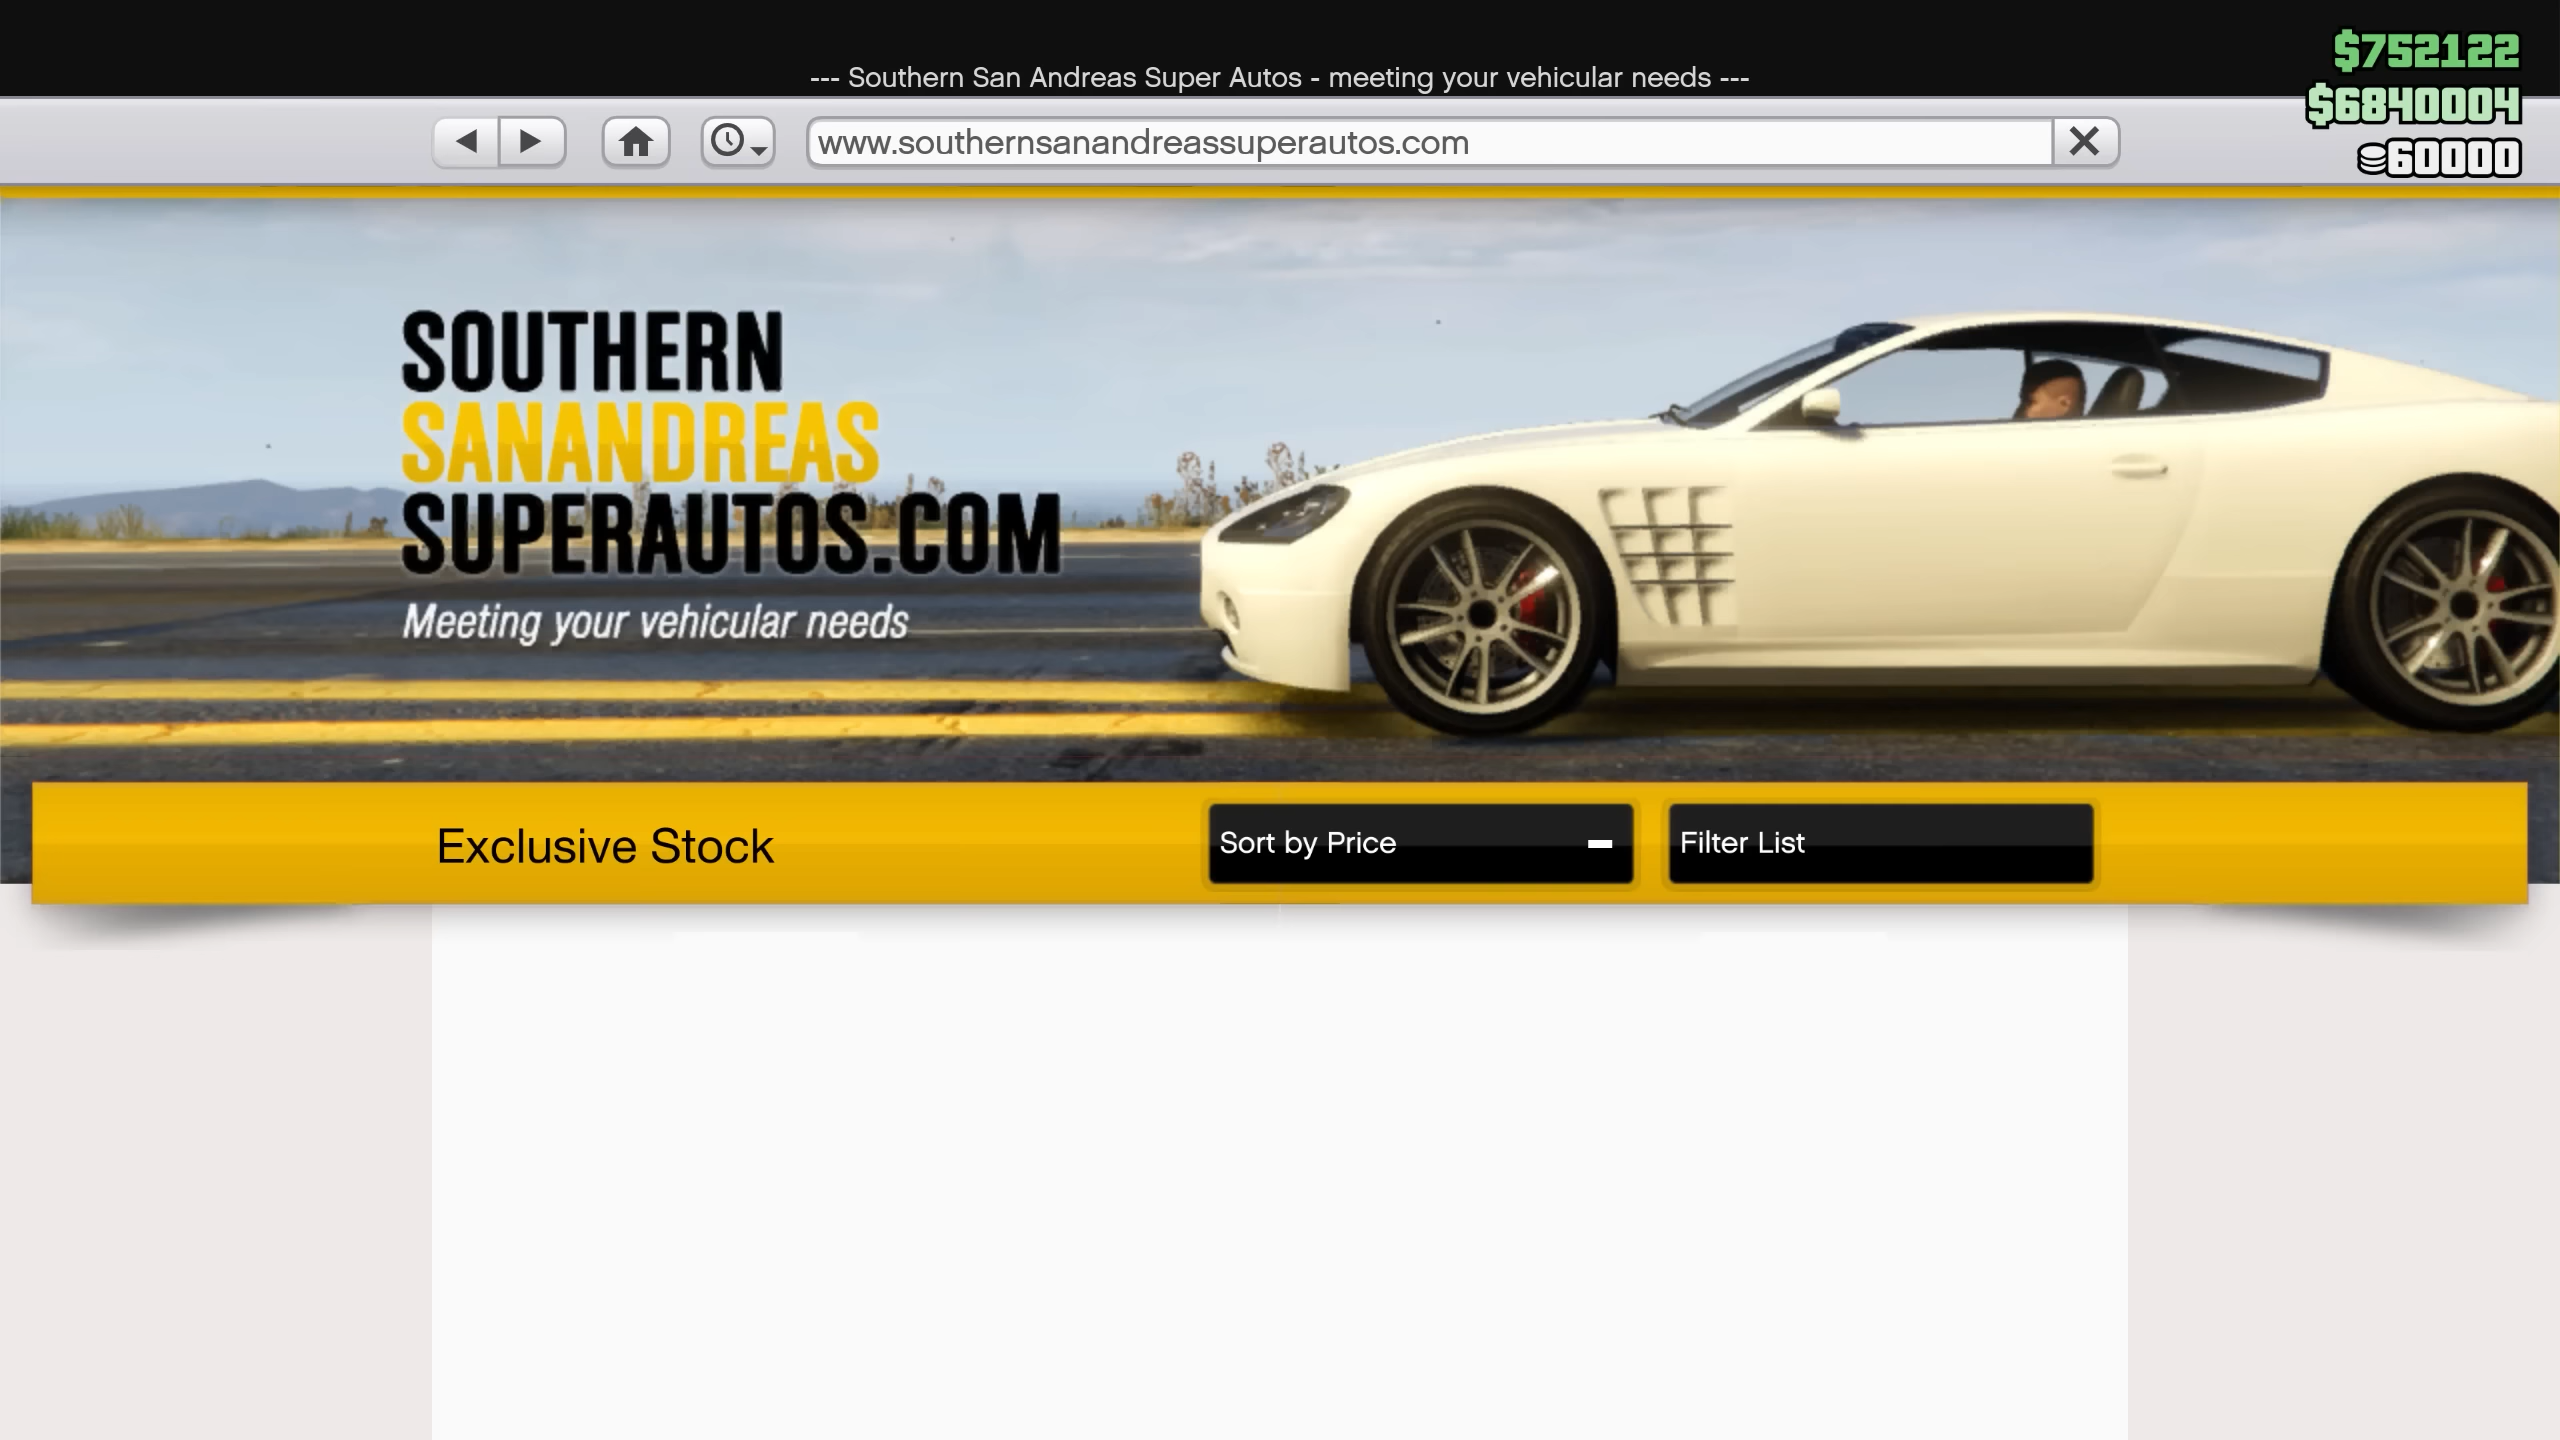 --- Southern San Andreas Super Autos - meeting your vehicular needs ---
$752122
$6840004
60000
www.southernsanandreassuperautos.com
SOUTHERN
SANANDREAS
SUPERAUTOS.COM
Meeting your vehicular needs
Exclusive Stock
Sort by Price
Filter List